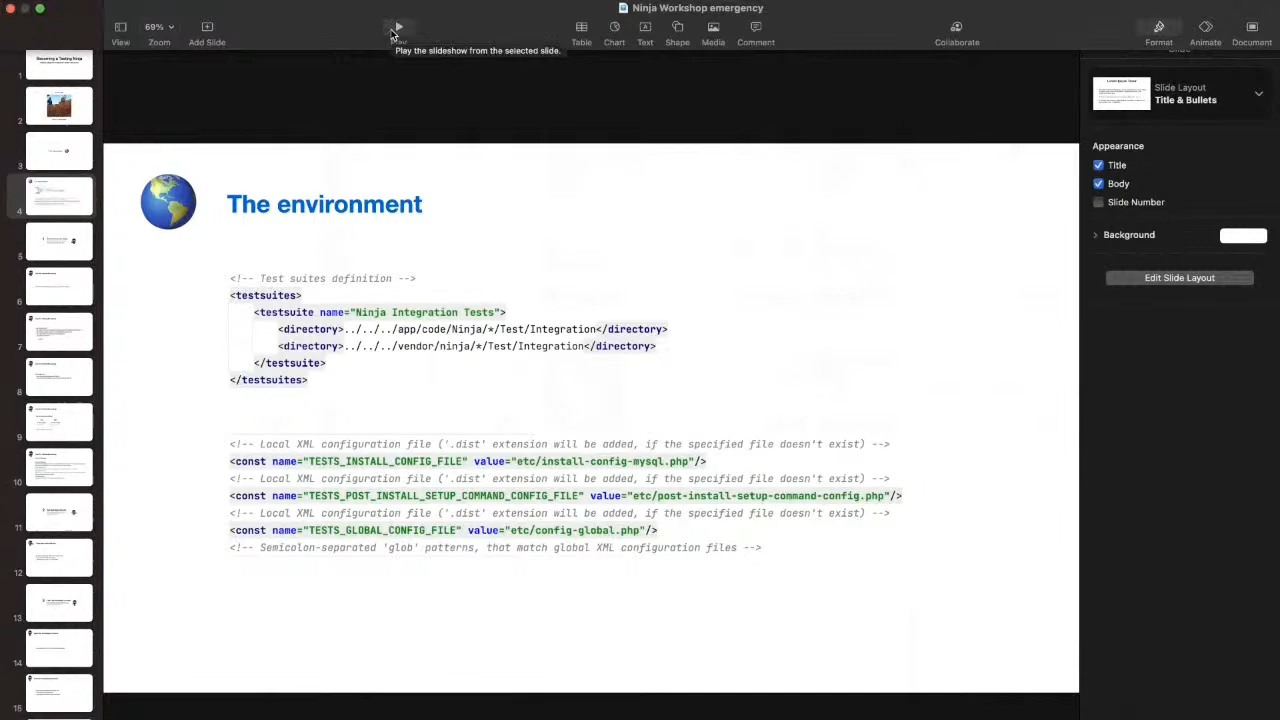 Ninja Workshop emergency
69%
View
Zoom
Add Slide
Play
Table
Chart
Text
Shape
Media
Comment
Collaborate
Format
Animate
Document
Play the slideshow from the selected slide.
Becoming a Testing Ninja
1
2
3
4
5
6
7
8
9
10
11
12
13
14
15
The environment
<!-- Test suites definition -->
<testsuites>
<testsuite name="Ninja Integration Tests">
<directory>../../../app/code/Ninja/*/Test/Integration</directory>
<directory>../../../vendor/ninja/*/Test/Integration</directory>
</testsuite>
</testsuites>
<!-- Local XML configuration file ('.dist' extension will be added, if the specified file doesn't exist) -->
<const name="TESTS_INSTALL_CONFIG_FILE" value="etc/install-config-mysql.php"/>
<!-- Local XML configuration file ('.dist' extension will be added, if the specified file doesn't exist) -->
<const name="TESTS_POST_INSTALL_SETUP_COMMAND_CONFIG_FILE" value="etc/post-install-setup-command-config.php"/>
<!-- Local XML configuration file ('.dist' extension will be added, if the specified file doesn't exist) -->
<const name="TESTS_GLOBAL_CONFIG_FILE" value="etc/config-global.php"/>
<!-- Semicolon-separated 'glob' patterns that match global XML configuration files -->
Slide Layout
Title & Bullets
Appearance
Title
Body
Slide Number
Background
Edit Slide Layout